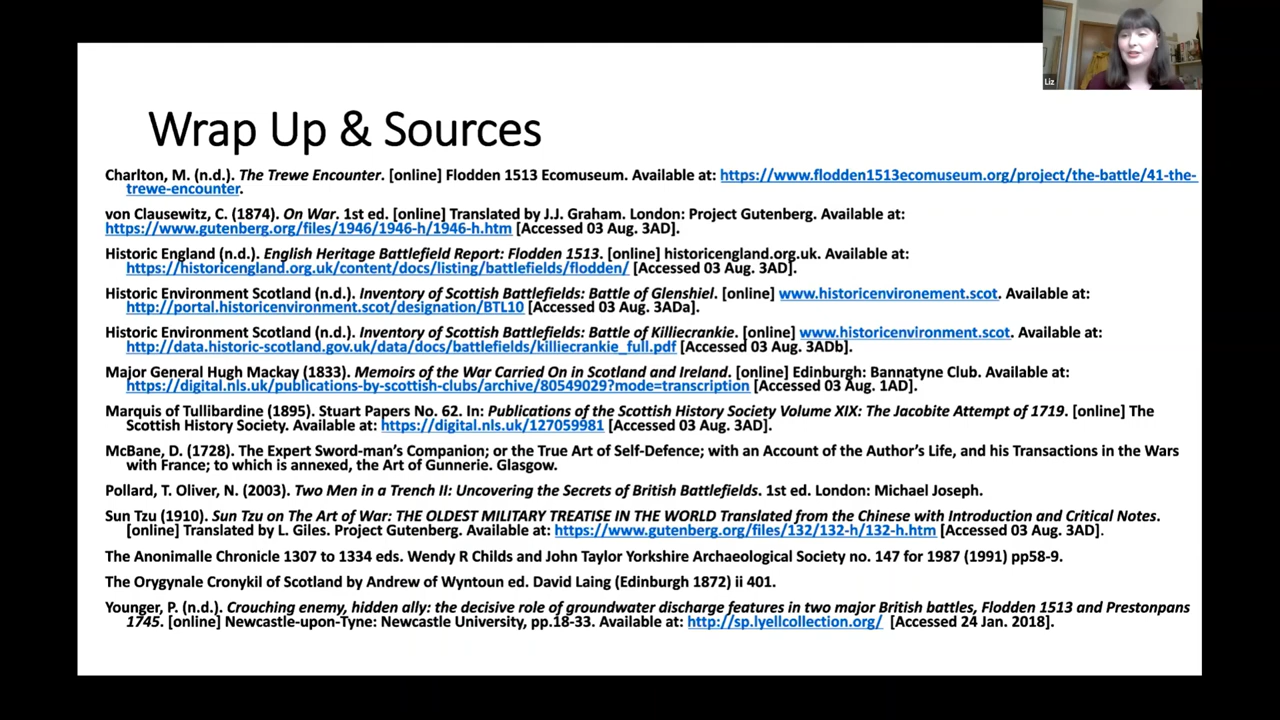 Liz
Wrap Up & Sources
Charlton, M. (n.d.). The Trewe Encounter. [online] Flodden 1513 Ecomuseum. Available at: https://www.flodden1513ecomuseum.org/project/the-battle/41-the-
trewe-encounter.
von Clausewitz, C. (1874). On War. 1st ed. [online] Translated by J.J. Graham. London: Project Gutenberg. Available at:
https://www.gutenberg.org/files/1946/1946-h/1946-h.htm [Accessed 03 Aug. 3AD].
Historic England (n.d.). English Heritage Battlefield Report: Flodden 1513. [online] historicengland.org.uk. Available at:
https://historicengland.org.uk/content/docs/listing/battlefields/flodden/ [Accessed 03 Aug. 3AD].
Historic Environment Scotland (n.d.). Inventory of Scottish Battlefields: Battle of Glenshiel. [online] www.historicenvironement.scot. Available at:
http://portal.historicenvironment.scot/designation/BTL10 [Accessed 03 Aug. 3ADa].
Historic Environment Scotland (n.d.). Inventory of Scottish Battlefields: Battle of Killiecrankie. [online] www.historicenvironment.scot. Available at:
http://data.historic-scotland.gov.uk/data/docs/battlefields/killiecrankie_full.pdf [Accessed 03 Aug. 3ADb].
Major General Hugh Mackay (1833). Memoirs of the War Carried On in Scotland and Ireland. [online] Edinburgh: Bannatyne Club. Available at:
https://digital.nls.uk/publications-by-scottish-clubs/archive/80549029?mode=transcription [Accessed 03 Aug. 1AD].
Marquis of Tullibardine (1895). Stuart Papers No. 62. In: Publications of the Scottish History Society Volume XIX: The Jacobite Attempt of 1719. [online] The
Scottish History Society. Available at: https://digital.nls.uk/127059981 [Accessed 03 Aug. 3AD].
McBane, D. (1728). The Expert Sword-man's Companion; or the True Art of Self-Defence; with an Account of the Author's Life, and his Transactions in the Wars
with France; to which is annexed, the Art of Gunnerie. Glasgow.
Pollard, T. Oliver, N. (2003). Two Men in a Trench II: Uncovering the Secrets of British Battlefields. 1st ed. London: Michael Joseph.
Sun Tzu (1910). Sun Tzu on The Art of War: THE OLDEST MILITARY TREATISE IN THE WORLD Translated from the Chinese with Introduction and Critical Notes.
[online] Translated by L. Giles. Project Gutenberg. Available at: https://www.gutenberg.org/files/132/132-h/132-h.htm [Accessed 03 Aug. 3AD].
The Anonimalle Chronicle 1307 to 1334 eds. Wendy R Childs and John Taylor Yorkshire Archaeological Society no. 147 for 1987 (1991) pp58-9.
The Orygynale Cronykil of Scotland by Andrew of Wyntoun ed. David Laing (Edinburgh 1872) ii 401.
Younger, P. (n.d.). Crouching enemy, hidden ally: the decisive role of groundwater discharge features in two major British battles, Flodden 1513 and Prestonpans
1745. [online] Newcastle-upon-Tyne: Newcastle University, pp.18-33. Available at: http://sp.lyellcollection.org/ [Accessed 24 Jan. 2018].